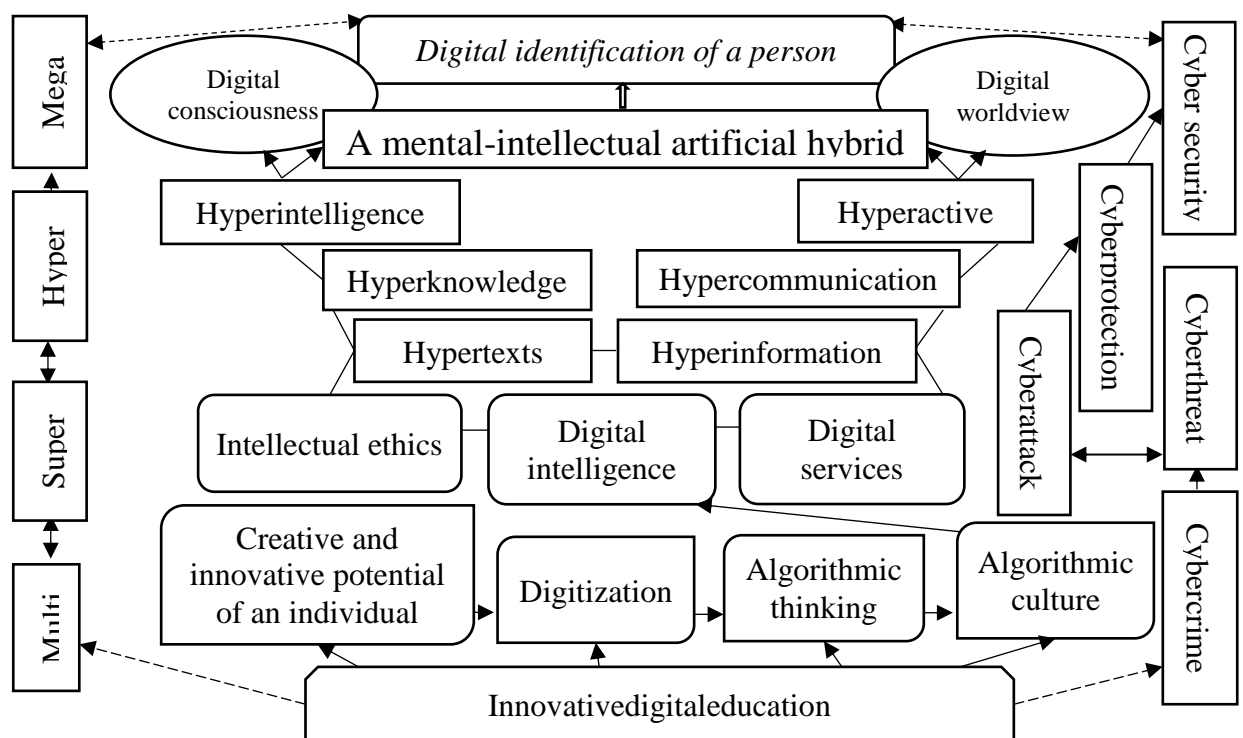 Digital identification of a person
Digital
consciousness
Digital
worldview
A mental-intellectual artificial hybrid
Mega
Cyber security
Hyperintelligence
Hyperactive
Hyper
Cyberprotection
Hyperknowledge
Hypercommunication
Hypertexts
Hyperinformation
Cyberattack
Cyberthreat
Super
Intellectual ethics
Digital
intelligence
Digital
services
Creative and
innovative potential
of an individual
Digitization
Algorithmic
thinking
Algorithmic
culture
Multi
Cybercrime
Innovativedigitaleducation